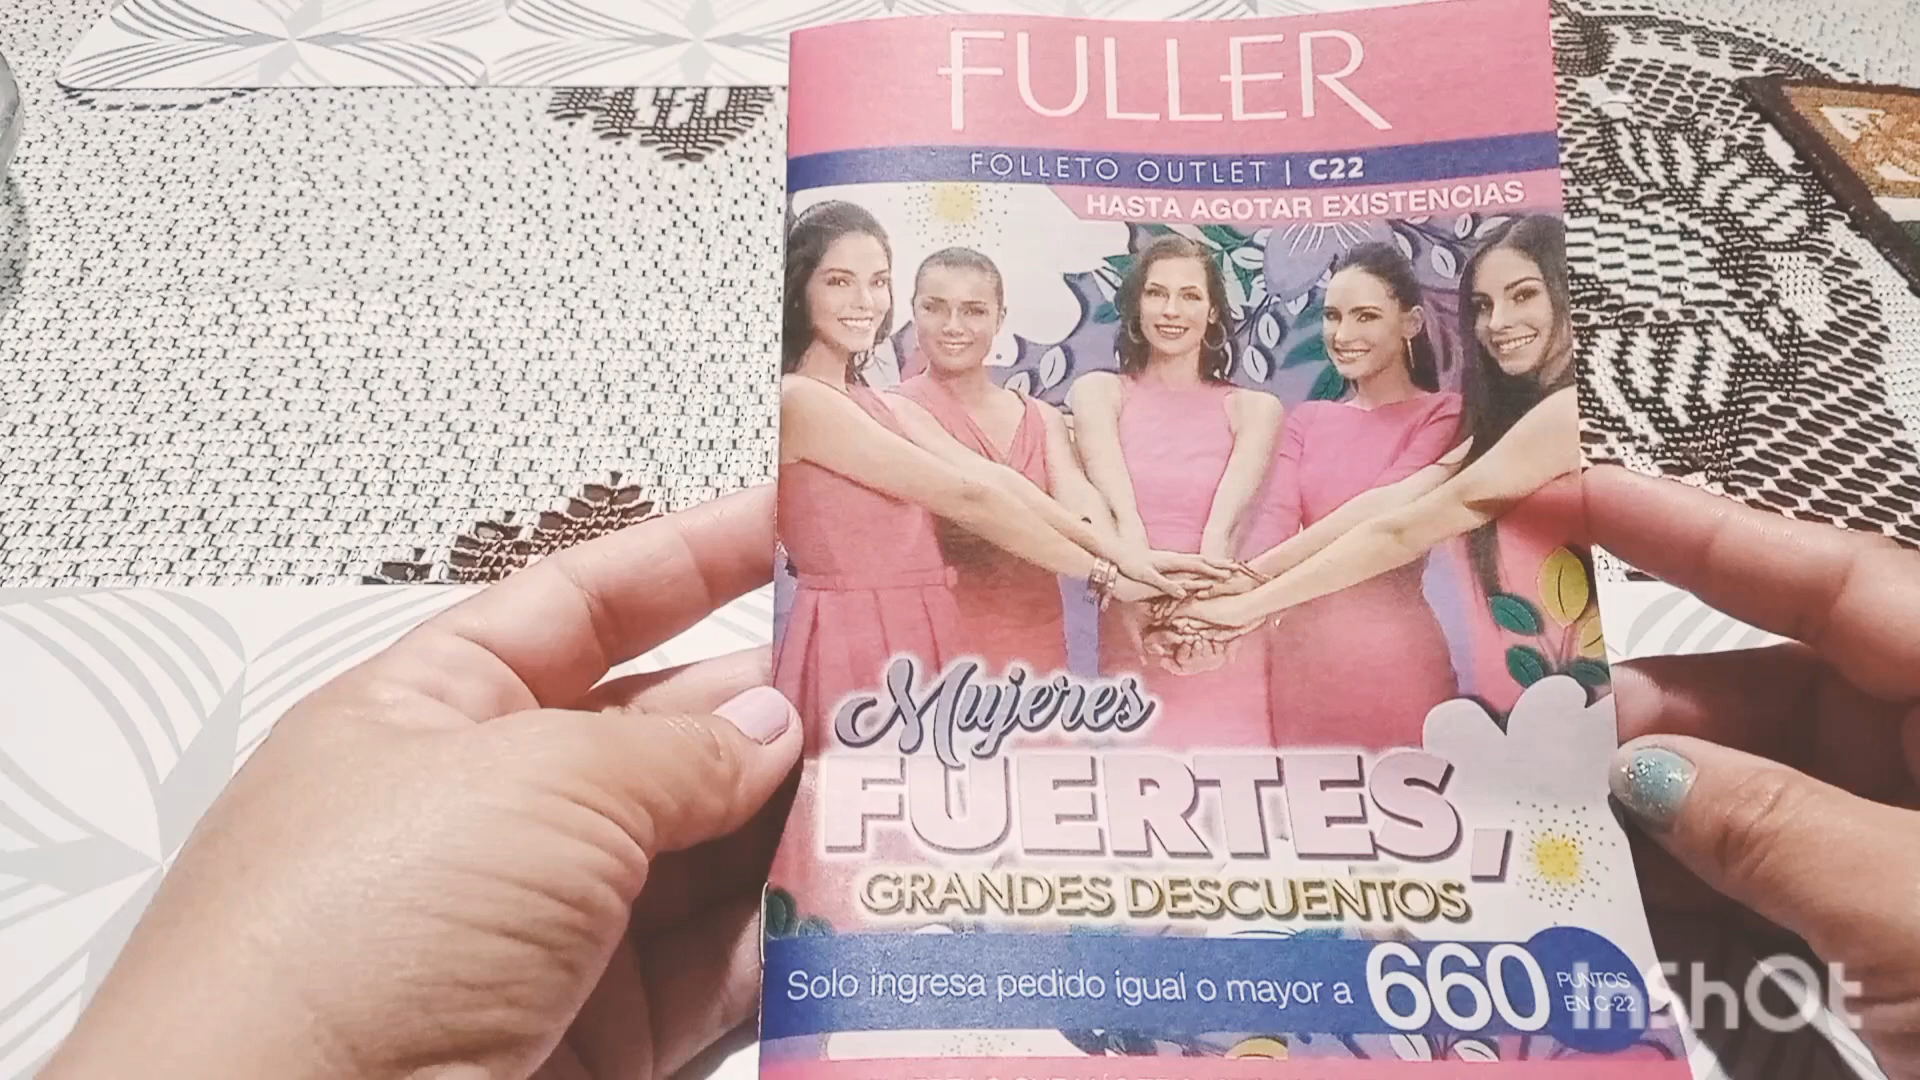 FULLER
FOLLETO OUTLET | C22
HASTA AGOTAR EXISTENCIAS
Mujeres
FUERTES,
GRANDES DESCUENTOS
Solo ingresa pedido igual o mayor a 660 PUNTOS
EN C-22
InShOt